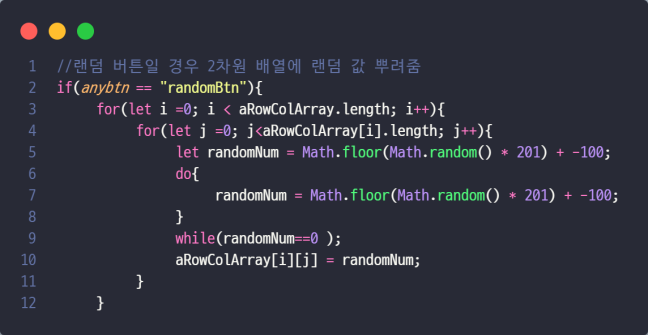 1 //랜덤 버튼일 경우 2차원 배열에 랜덤 값 뿌려줌
2 if(anybtn == "randomBtn"){
3 for(let i =0; i < aRowColArray.length; i++){
4 for(let j =0; j<aRowColArray[i].length; j++){
5 let randomNum = Math.floor(Math.random() * 201) + -100;
6 do{
7 randomNum = Math.floor(Math.random() * 201) + -100;
8 }
9 while(randomNum==0 );
10 aRowColArray[i][j] = randomNum;
11 }
12 }